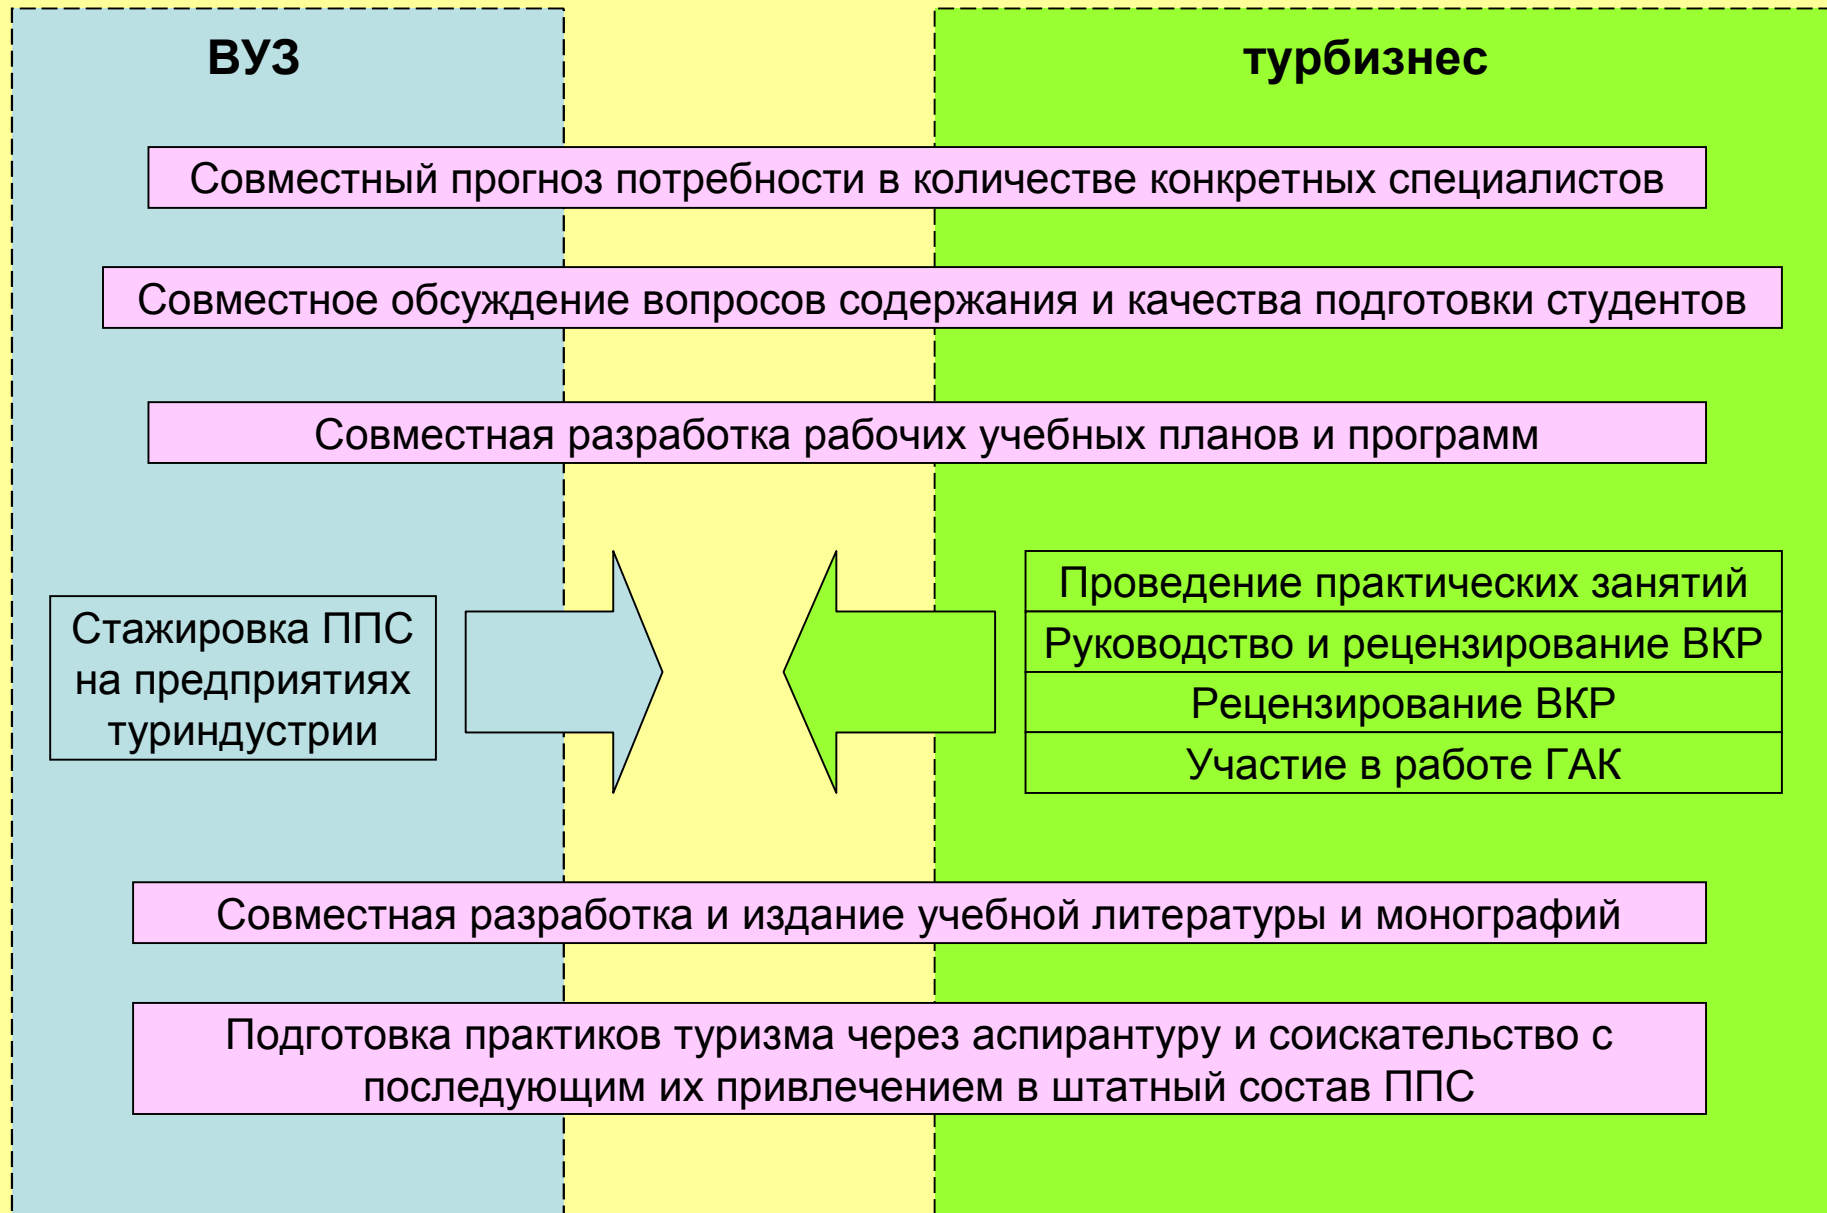 ВУЗ
турбизнес
Совместный прогноз потребности в количестве конкретных специалистов
Совместное обсуждение вопросов содержания и качества подготовки студентов
Совместная разработка рабочих учебных планов и программ
Стажировка ППС
на предприятиях
туриндустрии
Проведение практических занятий
Руководство и рецензирование ВКР
Рецензирование ВКР
Участие в работе ГАК
Совместная разработка и издание учебной литературы и монографий
Подготовка практиков туризма через аспирантуру и соискательство с
последующим их привлечением в штатный состав ППС